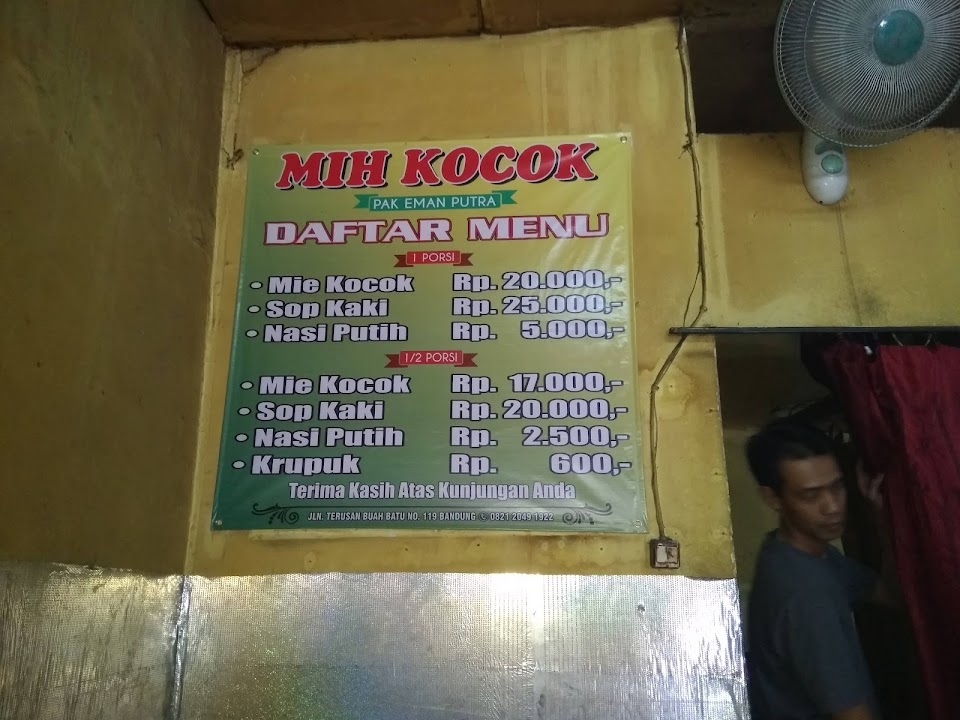 MIH KOCOK
PAK EMAN PUTRA
DAFTAR MENU
1 PORSI
• Mie Kocok Rp. 20.000,-
• Sop Kaki Rp. 25.000,-
• Nasi Putih Rp. 5.000,-
1/2 PORSI
• Mie Kocok Rp. 17.000,-
• Sop Kaki Rp. 20.000,-
• Nasi Putih Rp. 2.500,-
• Krupuk Rp. 600,-
Terima Kasih Atas Kunjungan Anda
JLN. TERUSAN BUAH BATU NO. 119 BANDUNG 0821 2049 1922